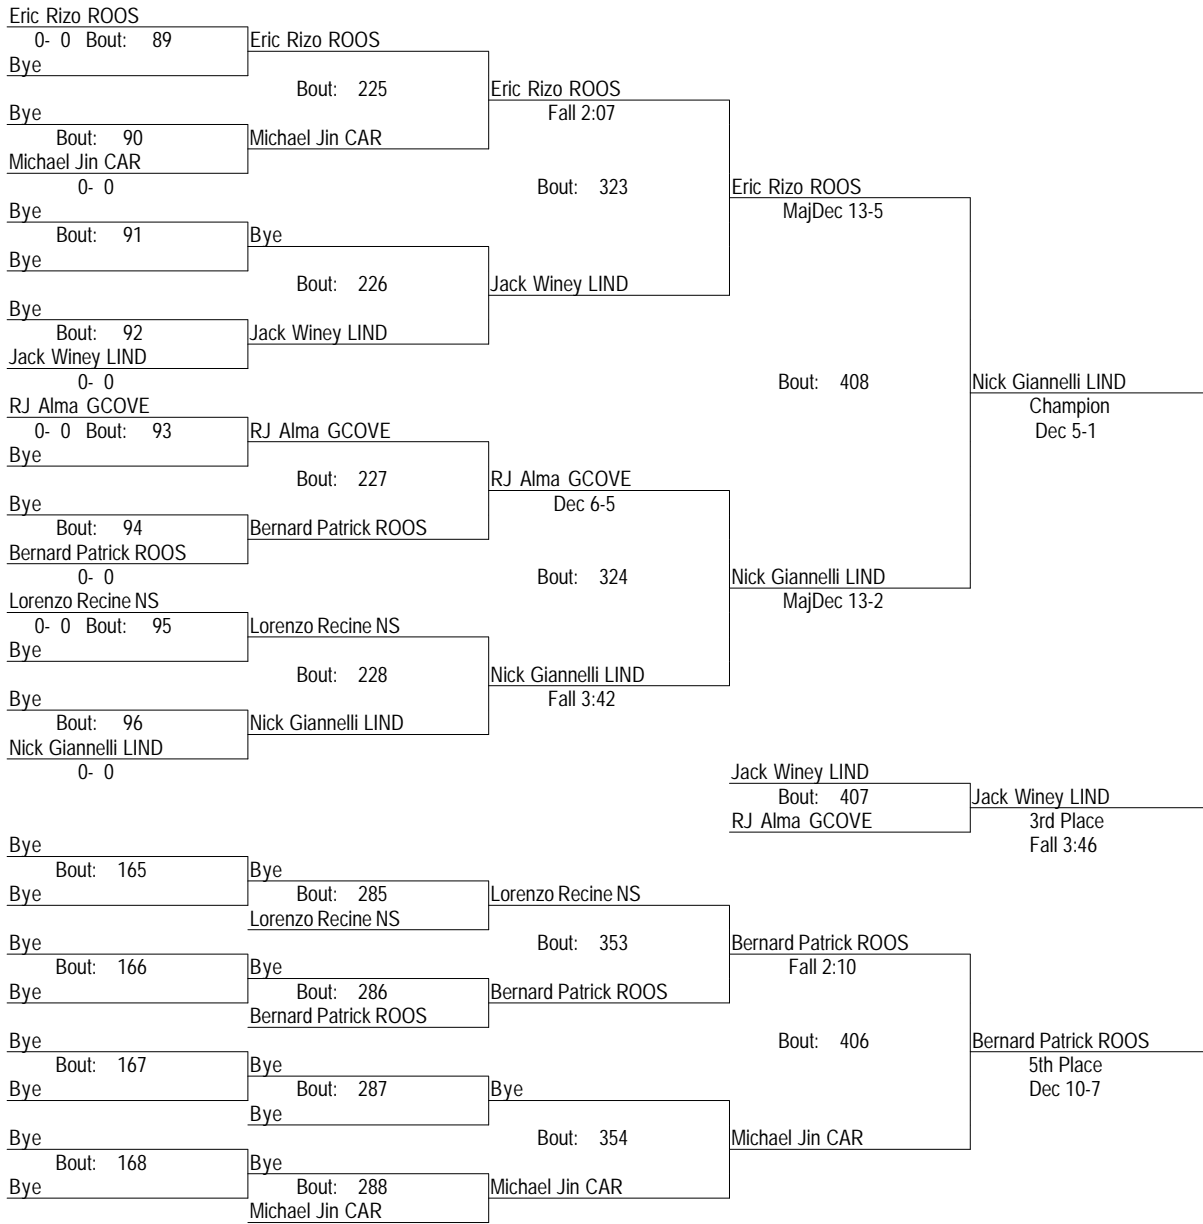 Eric Rizo ROOS
0- 0 Bout: 89
Bye
Eric Rizo ROOS
Bout: 225
Bye
Bout: 90
Michael Jin CAR
0- 0
Michael Jin CAR
Eric Rizo ROOS
Fall 2:07
Bout: 323
Bye
Bout: 91
Bye
Bye
Bout: 226
Bye
Bout: 92
Jack Winey LIND
0- 0
Jack Winey LIND
Jack Winey LIND
Eric Rizo ROOS
MajDec 13-5
Bout: 408
RJ Alma GCOVE
0- 0 Bout: 93
Bye
RJ Alma GCOVE
Bout: 227
Bye
Bout: 94
Bernard Patrick ROOS
0- 0
Bernard Patrick ROOS
RJ Alma GCOVE
Dec 6-5
Bout: 324
Lorenzo Recine NS
0- 0 Bout: 95
Bye
Lorenzo Recine NS
Bout: 228
Bye
Bout: 96
Nick Giannelli LIND
0- 0
Nick Giannelli LIND
Nick Giannelli LIND
Fall 3:42
Nick Giannelli LIND
MajDec 13-2
Nick Giannelli LIND
Champion
Dec 5-1
Jack Winey LIND
Bout: 407
RJ Alma GCOVE
Jack Winey LIND
3rd Place
Fall 3:46
Bye
Bout: 165
Bye
Bye
Bout: 285
Lorenzo Recine NS
Lorenzo Recine NS
Bout: 353
Bye
Bout: 166
Bye
Bye
Bout: 286
Bernard Patrick ROOS
Bernard Patrick ROOS
Bernard Patrick ROOS
Fall 2:10
Bout: 406
Bye
Bout: 167
Bye
Bye
Bout: 287
Bye
Bye
Bout: 354
Bye
Bout: 168
Bye
Bye
Bout: 288
Michael Jin CAR
Michael Jin CAR
Michael Jin CAR
Bernard Patrick ROOS
5th Place
Dec 10-7